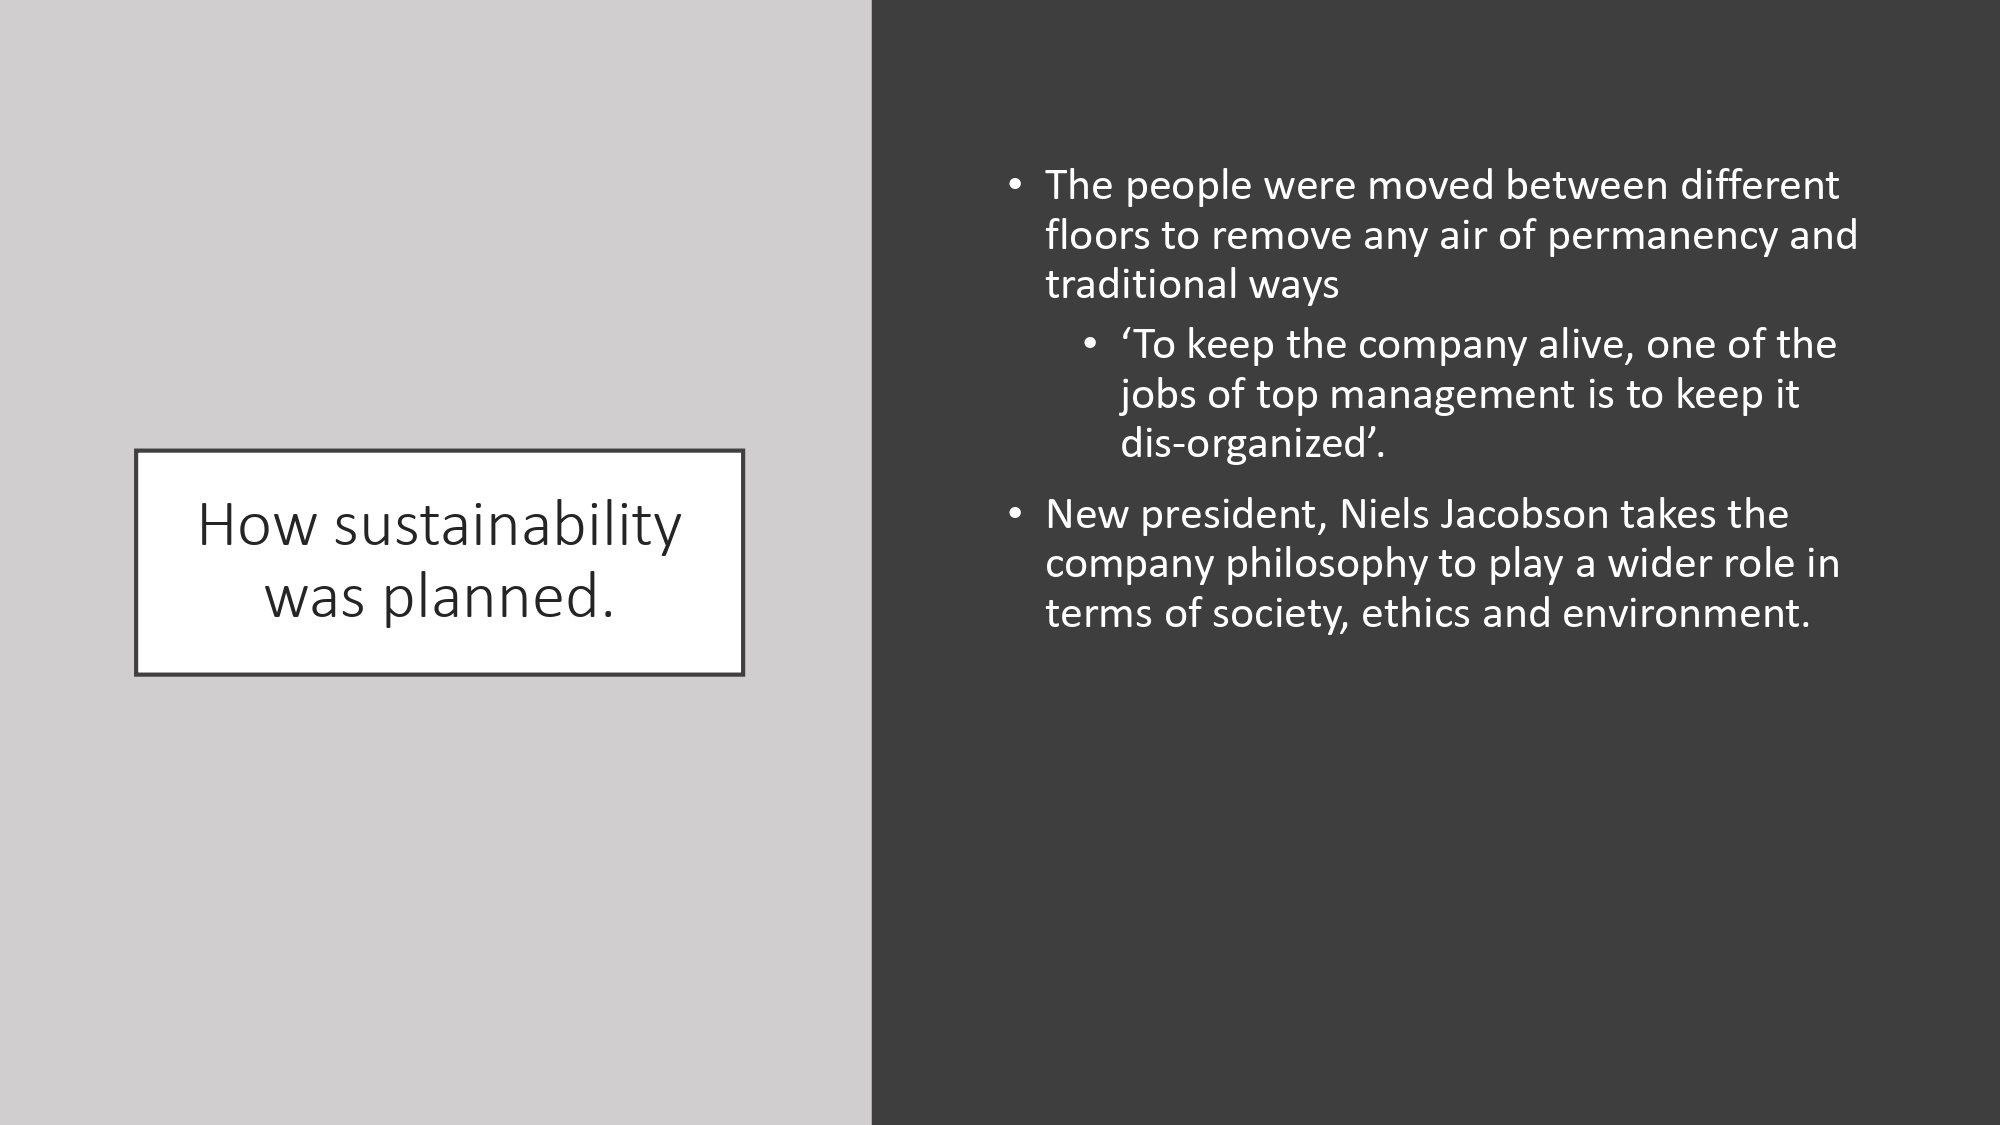 How sustainability
was planned.
• The people were moved between different
floors to remove any air of permanency and
traditional ways
• ‘To keep the company alive, one of the
jobs of top management is to keep it
dis-organized’.
• New president, Niels Jacobson takes the
company philosophy to play a wider role in
terms of society, ethics and environment.